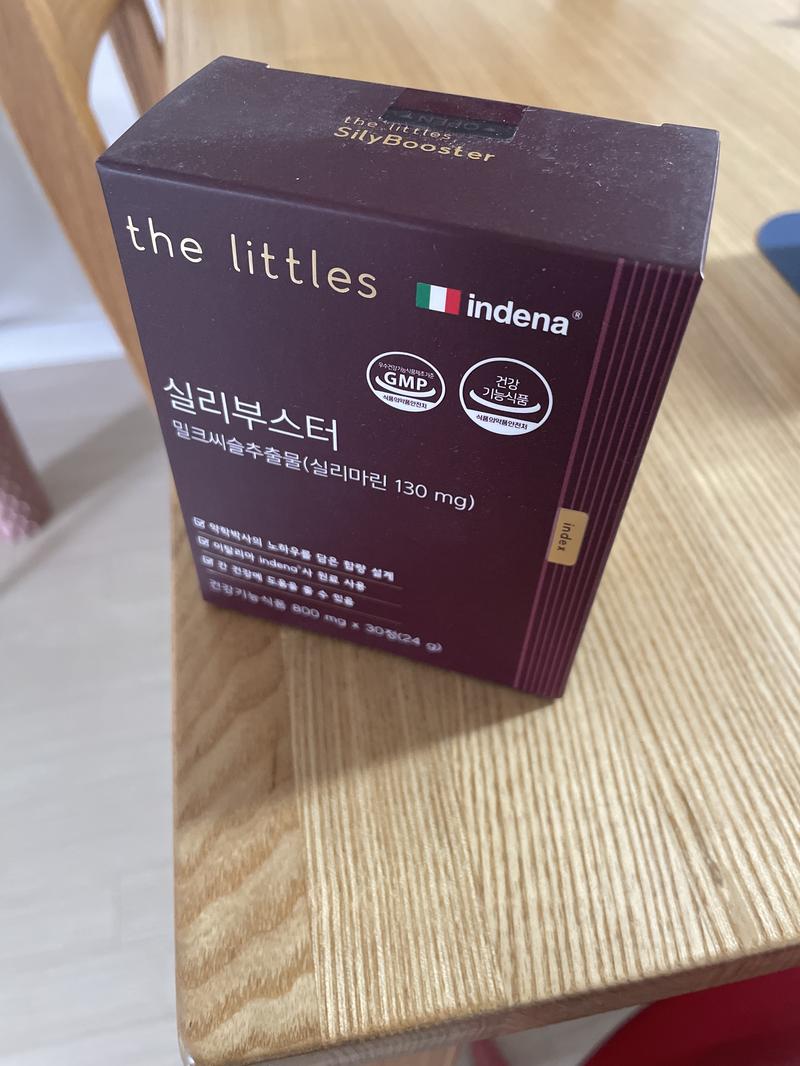 OPEN
the littles
SilyBooster
the littles
indena®
우수건강기능식품제조기준
GMP
식품의약품안전처
건강
기능식품
식품의약품안전처
실리부스터
밀크씨슬추출물(실리마린 130 mg)
약학박사의 노하우를 담은 함량 설계
이탈리아 indena®사 원료 사용
간 건강에 도움을 줄 수 있음
건강기능식품 800 mg x 30정(24 g)
index